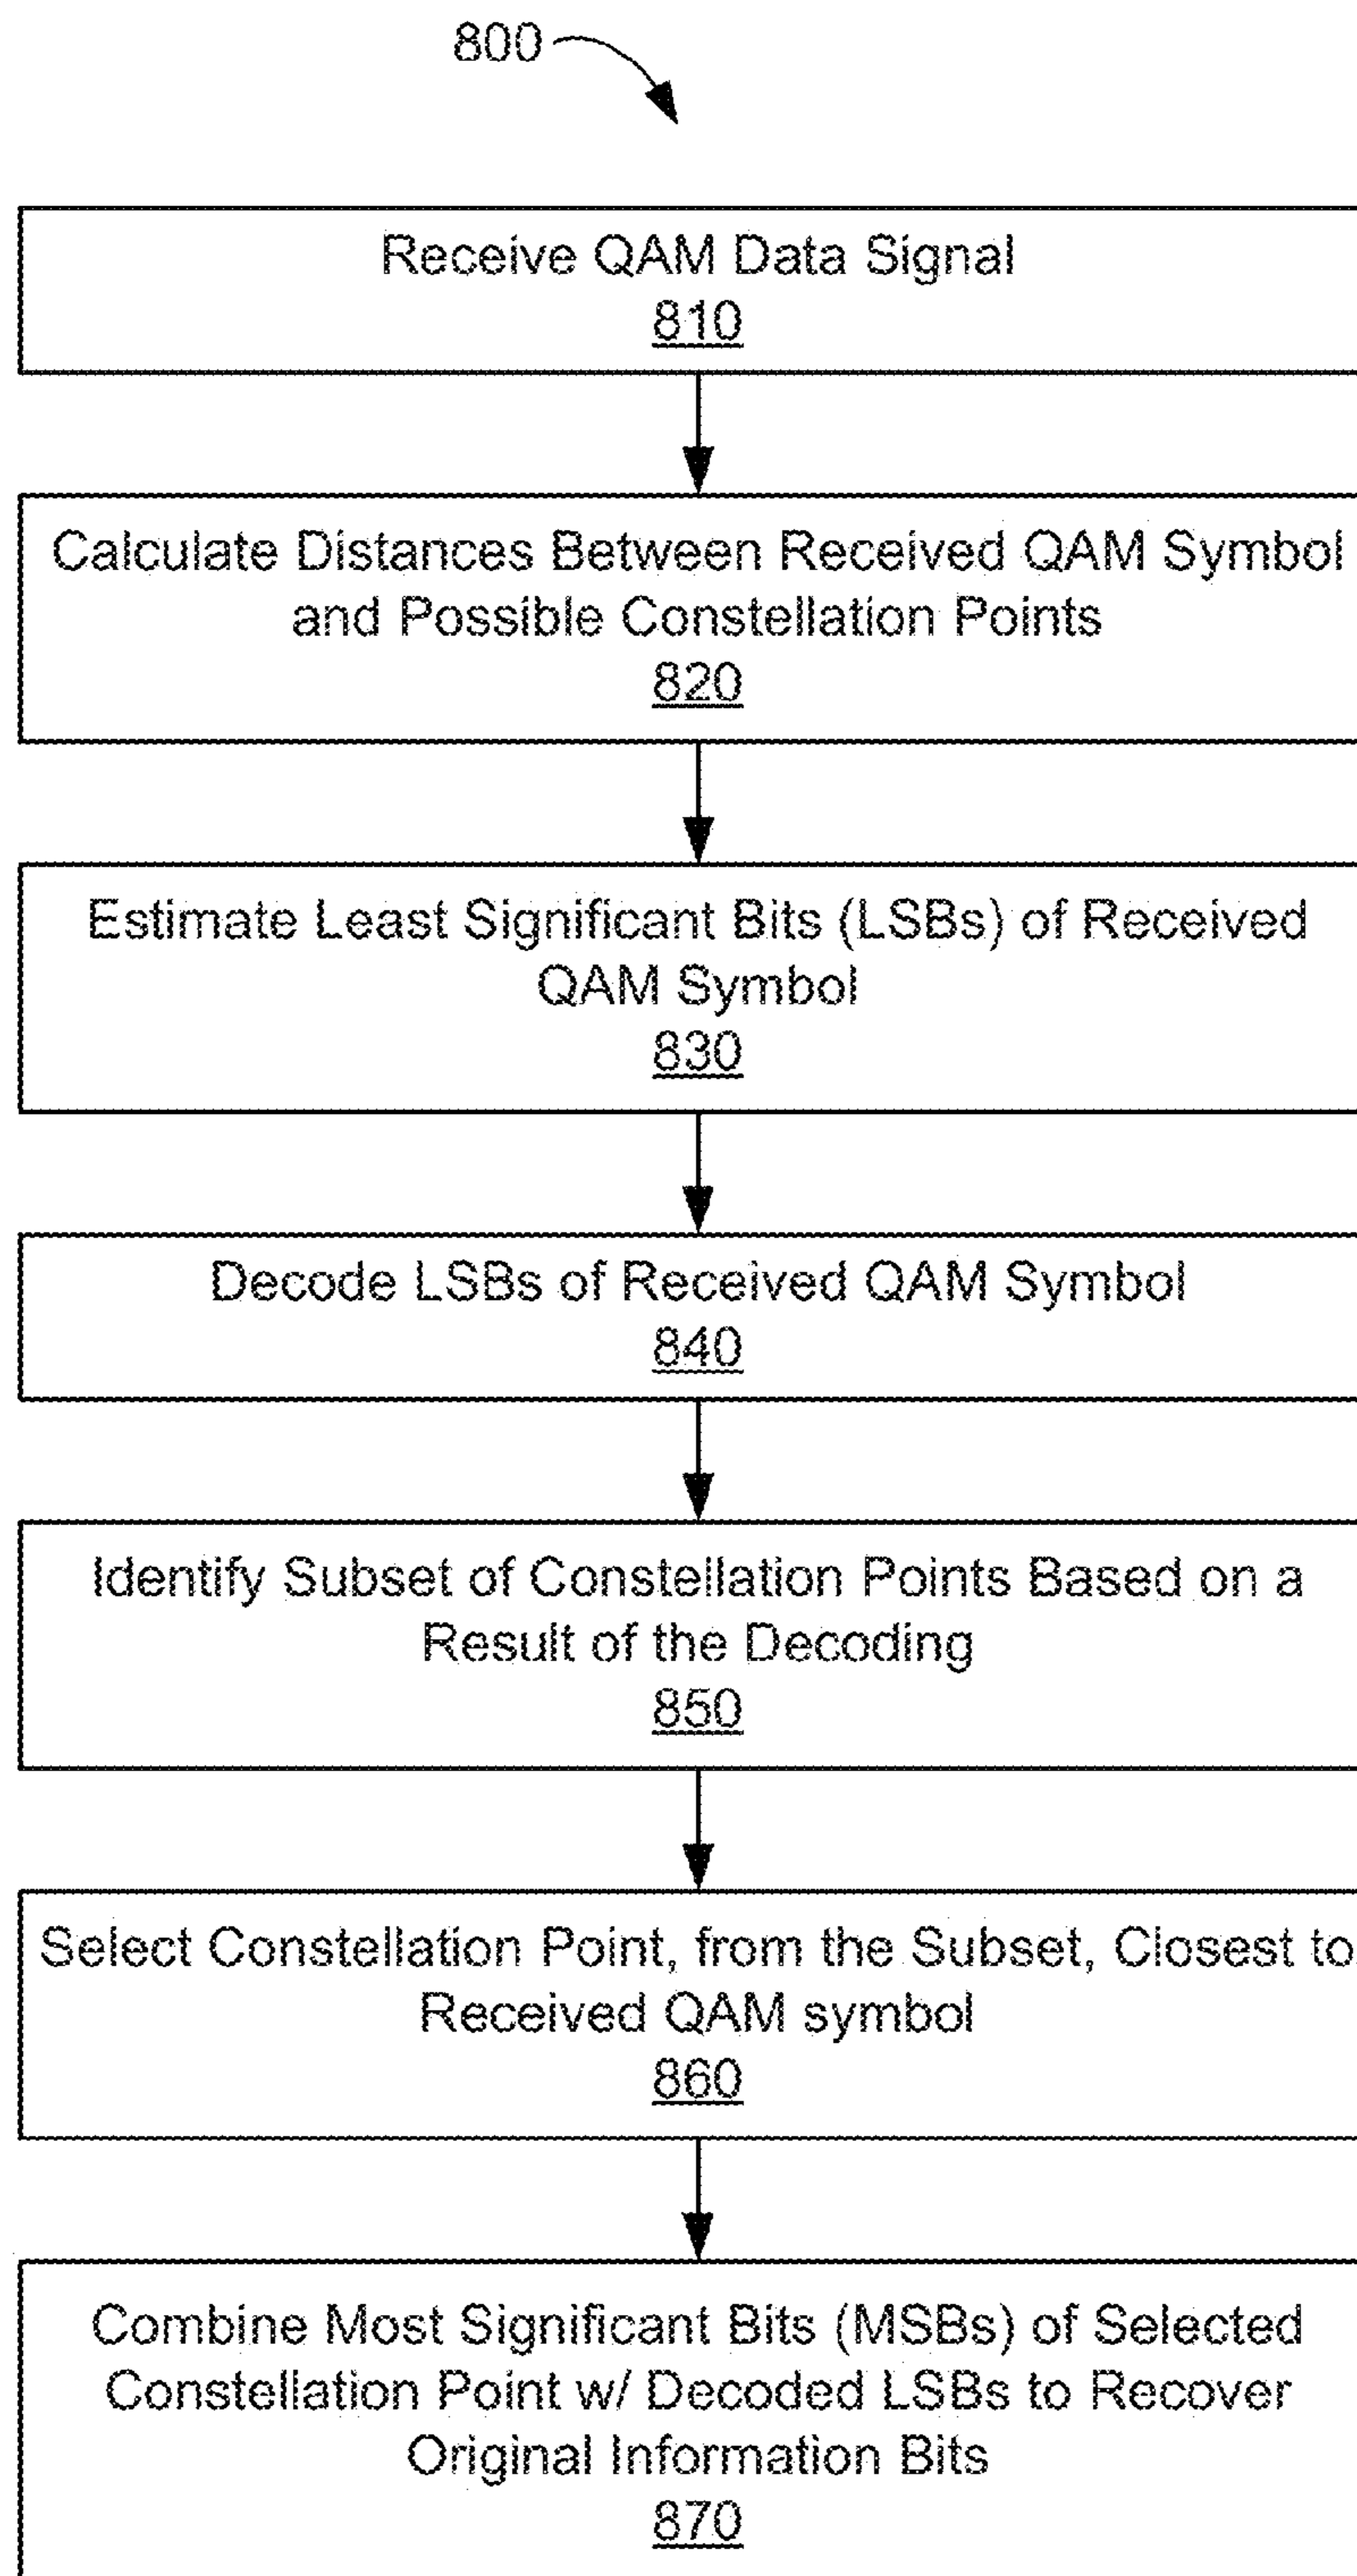 800
Receive QAM Data Signal
810
Calculate Distances Between Received QAM Symbol
and Possible Constellation Points
820
Estimate Least Significant Bits (LSBs) of Received
QAM Symbol
830
Decode LSBs of Received QAM Symbol
840
Identify Subset of Constellation Points Based on a
Result of the Decoding
850
Select Constellation Point, from the Subset, Closest to
Received QAM symbol
860
Combine Most Significant Bits (MSBs) of Selected
Constellation Point w/ Decoded LSBs to Recover
Original Information Bits
870